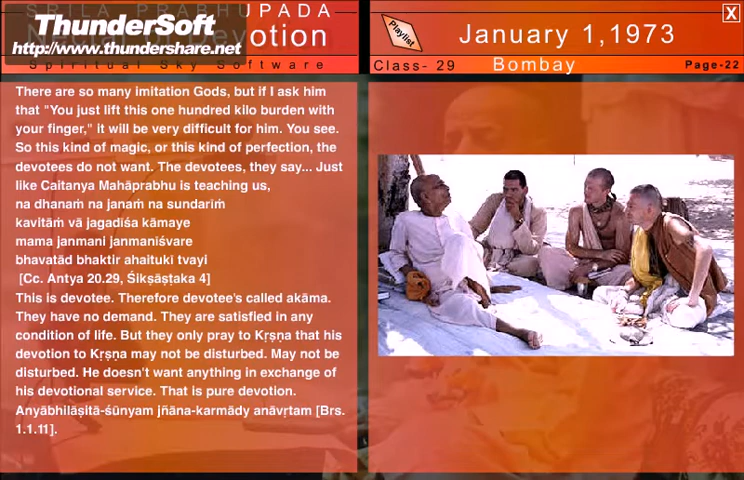 SRILA PRABHUPADA
ThunderSoft
http://www.thundershare.net
Devotion
Spiritual Sky Software
There are so many imitation Gods, but if I ask him
that "You just lift this one hundred kilo burden with
your finger," it will be very difficult for him. You see.
So this kind of magic, or this kind of perfection, the
devotees do not want. The devotees, they say... Just
like Caitanya Mahāprabhu is teaching us,
na dhanaṁ na janaṁ na sundarīṁ
kavitāṁ vā jagadīśa kāmaye
mama janmani janmanīśvare
bhavatād bhaktir ahaituki tvayi
[Cc. Antya 20.29, Śikṣāṣṭaka 4]
This is devotee. Therefore devotee's called akāma.
They have no demand. They are satisfied in any
condition of life. But they only pray to Kṛṣṇa that his
devotion to Kṛṣṇa may not be disturbed. May not be
disturbed. He doesn't want anything in exchange of
his devotional service. That is pure devotion.
Anyābhilāṣitā-śūnyam jñāna-karmādy anāvṛtam [Brs.
1.1.11].
Playlist
January 1,1973
X
Class- 29
Bombay
Page-22